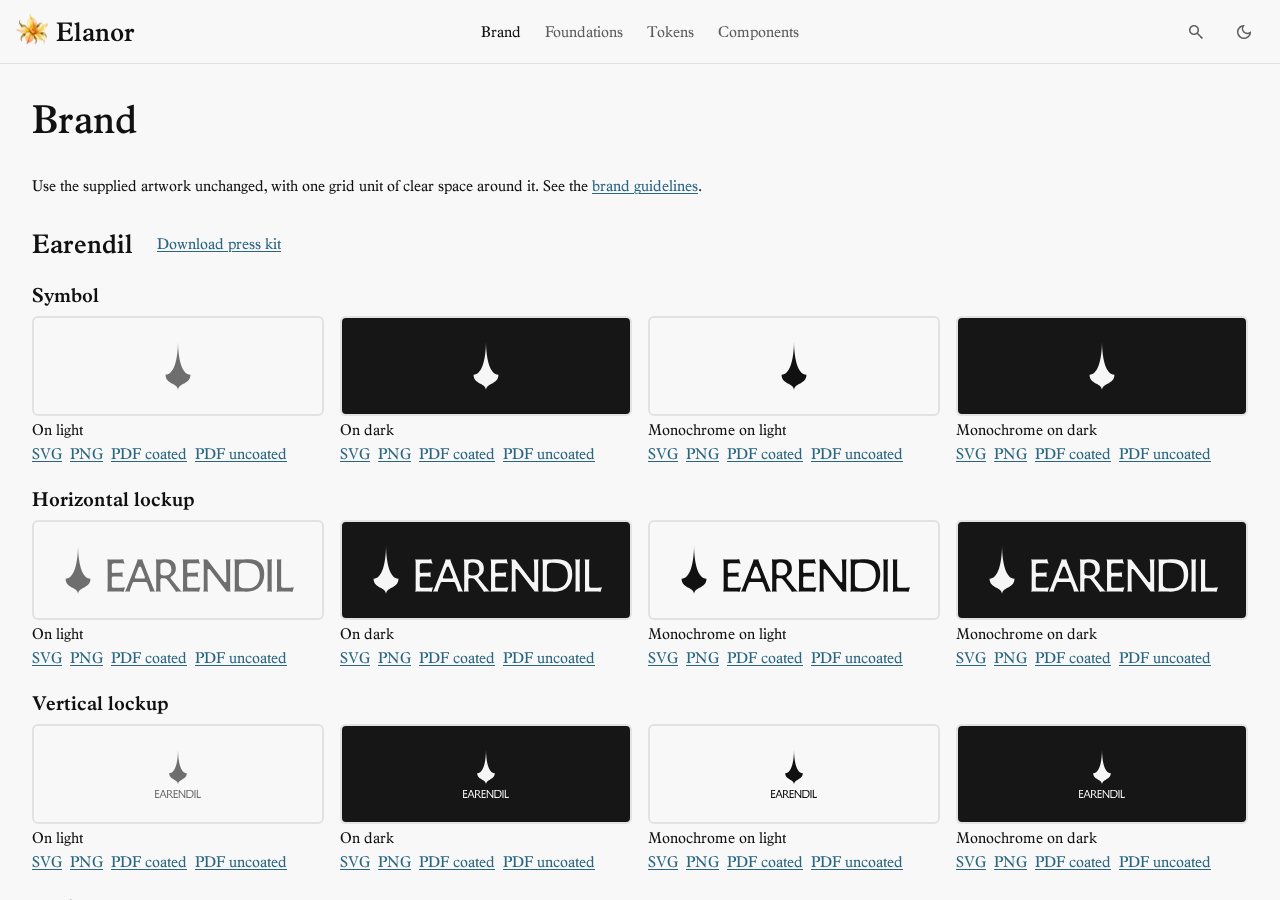 Elanor
Brand Foundations Tokens Components
Brand
Use the supplied artwork unchanged, with one grid unit of clear space around it. See the brand guidelines.
Earendil Download press kit
Symbol
On light On dark Monochrome on light Monochrome on dark
SVG PNG PDF coated PDF uncoated SVG PNG PDF coated PDF uncoated SVG PNG PDF coated PDF uncoated SVG PNG PDF coated PDF uncoated
Horizontal lockup
EARENDIL EARENDIL EARENDIL EARENDIL
On light On dark Monochrome on light Monochrome on dark
SVG PNG PDF coated PDF uncoated SVG PNG PDF coated PDF uncoated SVG PNG PDF coated PDF uncoated SVG PNG PDF coated PDF uncoated
Vertical lockup
EARENDIL EARENDIL EARENDIL EARENDIL
On light On dark Monochrome on light Monochrome on dark
SVG PNG PDF coated PDF uncoated SVG PNG PDF coated PDF uncoated SVG PNG PDF coated PDF uncoated SVG PNG PDF coated PDF uncoated